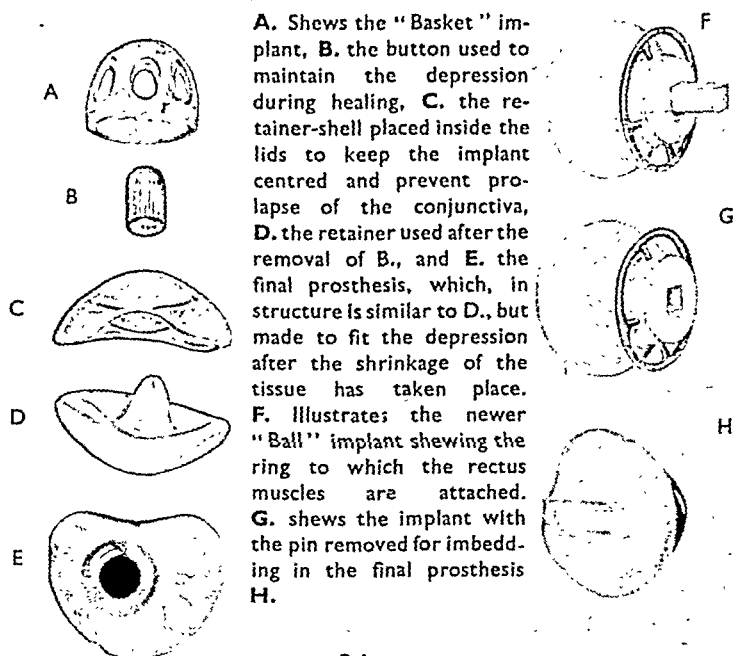 A. Shews the "Basket" im-
plant, B. the button used to
maintain the depression
during healing, C. the re-
tainer-shell placed inside the
lids to keep the implant
centred and prevent pro-
lapse of the conjunctiva,
D. the retainer used after the
removal of B., and E. the
final prosthesis, which, in
structure is similar to D., but
made to fit the depression
after the shrinkage of the
tissue has taken place.
F. Illustrates the newer
"Ball" implant shewing the
ring to which the rectus
muscles are attached.
G. shews the implant with
the pin removed for imbedd-
ing in the final prosthesis
H.
A
B
C
D
E
F
G
H